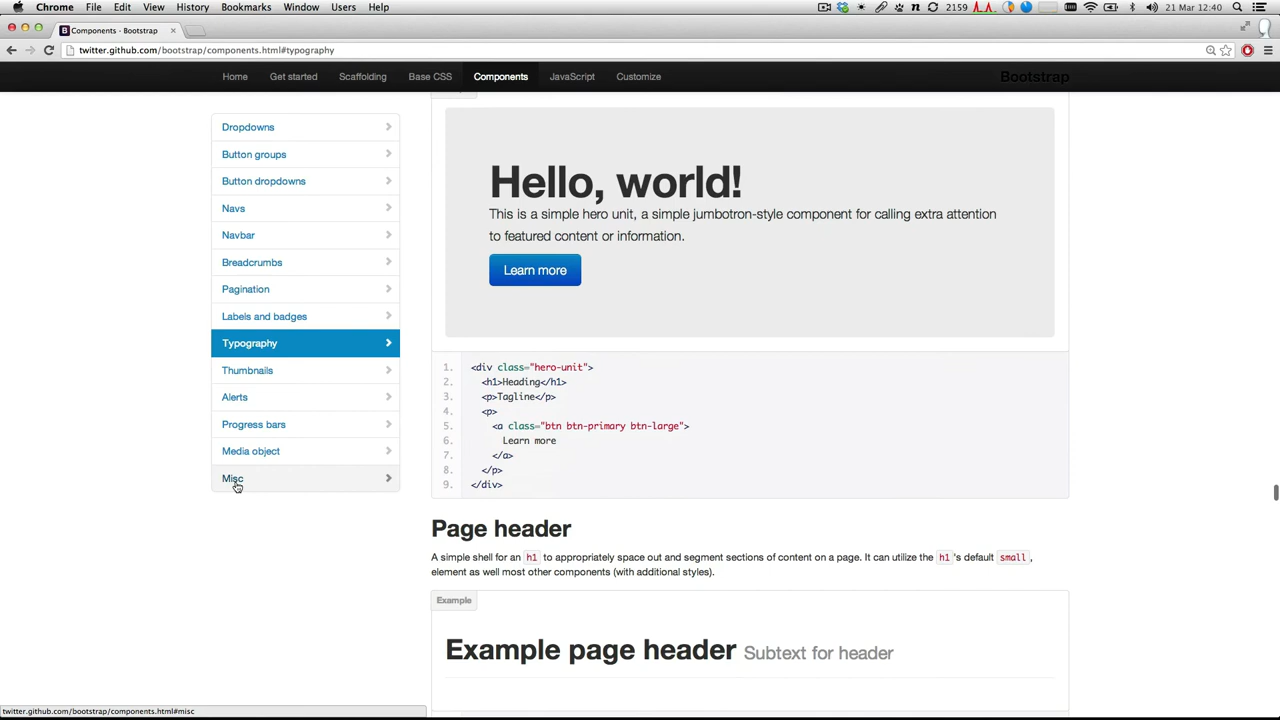 Chrome File Edit View History Bookmarks Window Users Help 2159 21 Mar 12:40
Components · Bootstrap
twitter.github.com/bootstrap/components.html#typography
Home Get started Scaffolding Base CSS Components JavaScript Customize Bootstrap
Dropdowns
Button groups
Button dropdowns
Navs
Navbar
Breadcrumbs
Pagination
Labels and badges
Typography
Thumbnails
Alerts
Progress bars
Media object
Misc
Hello, world!
This is a simple hero unit, a simple jumbotron-style component for calling extra attention
to featured content or information.
Learn more
1. <div class="hero-unit">
2. <h1>Heading</h1>
3. <p>Tagline</p>
4. <p>
5. <a class="btn btn-primary btn-large">
6. Learn more
7. </a>
8. </p>
9. </div>
Page header
A simple shell for an h1 to appropriately space out and segment sections of content on a page. It can utilize the h1 's default small ,
element as well most other components (with additional styles).
Example
Example page header Subtext for header
twitter.github.com/bootstrap/components.html#misc